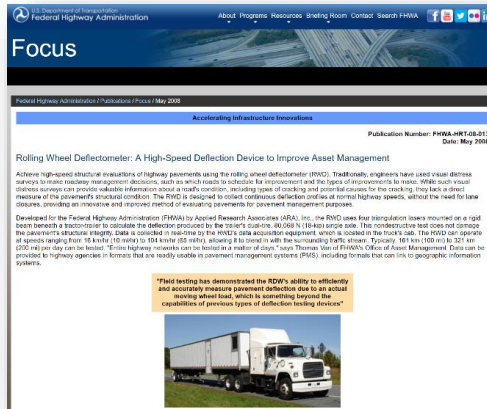 U.S. Department of Transportation
Federal Highway Administration
About Programs Resources Briefing Room Contact Search FHWA
Focus
Federal Highway Administration / Publications / Focus / May 2008
Accelerating Infrastructure Innovations
Publication Number: FHWA-HRT-08-01
Date: May 2008
Rolling Wheel Deflectometer: A High-Speed Deflection Device to Improve Asset Management
Achieve high-speed structural evaluations of highway pavements using the rolling wheel deflectometer (RWD). Traditionally, engineers have used visual distress
surveys to make roadway management decisions, such as which roads to schedule for improvement and the types of improvements to make. While such visual
distress surveys can provide valuable information about a road's condition, including types of cracking and potential causes for the cracking, they lack a direct
measure of the pavement's structural condition. The RWD is designed to collect continuous deflection profiles at normal highway speeds, without the need for lane
closures, providing an innovative and improved method of evaluating pavements for pavement management purposes.
Developed for the Federal Highway Administration (FHWA) by Applied Research Associates (ARA), Inc., the RWD uses four triangulation lasers mounted on a rigid
beam beneath a tractor-trailer to calculate the deflection produced by the trailer's dual-tire, 80,068 N (18-kip) single axle. This nondestructive test does not damage
the pavement's structural integrity. Data is collected in real-time by the RWD's data acquisition equipment, which is located in the truck's cab. The RWD can operate
at speeds ranging from 16 km/hr (10 mi/hr) to 104 km/hr (65 mi/hr), allowing it to blend in with the surrounding traffic stream. Typically, 161 km (100 mi) to 321 km
(200 mi) per day can be tested. "Entire highway networks can be tested in a matter of days," says Thomas Van of FHWA's Office of Asset Management. Data can be
provided to highway agencies in formats that are readily usable in pavement management systems (PMS), including formats that can link to geographic information
systems.
"Field testing has demonstrated the RDW's ability to efficiently
and accurately measure pavement deflection due to an actual
moving wheel load, which is something beyond the
capabilities of previous types of deflection testing devices"